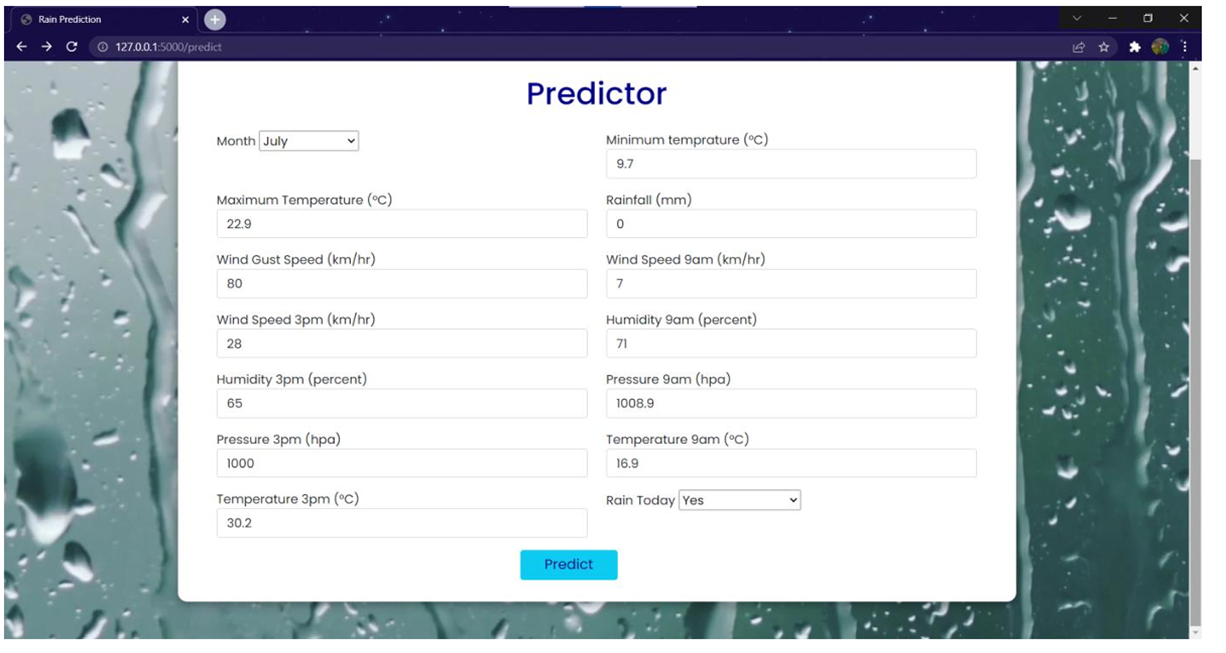 Rain Prediction
127.0.0.1:5000/predict
Predictor
Month July
Minimum temprature (°C)
9.7
Maximum Temperature (°C)
22.9
Rainfall (mm)
0
Wind Gust Speed (km/hr)
80
Wind Speed 9am (km/hr)
7
Wind Speed 3pm (km/hr)
28
Humidity 9am (percent)
71
Humidity 3pm (percent)
65
Pressure 9am (hpa)
1008.9
Pressure 3pm (hpa)
1000
Temperature 9am (°C)
16.9
Temperature 3pm (°C)
30.2
Rain Today Yes
Predict